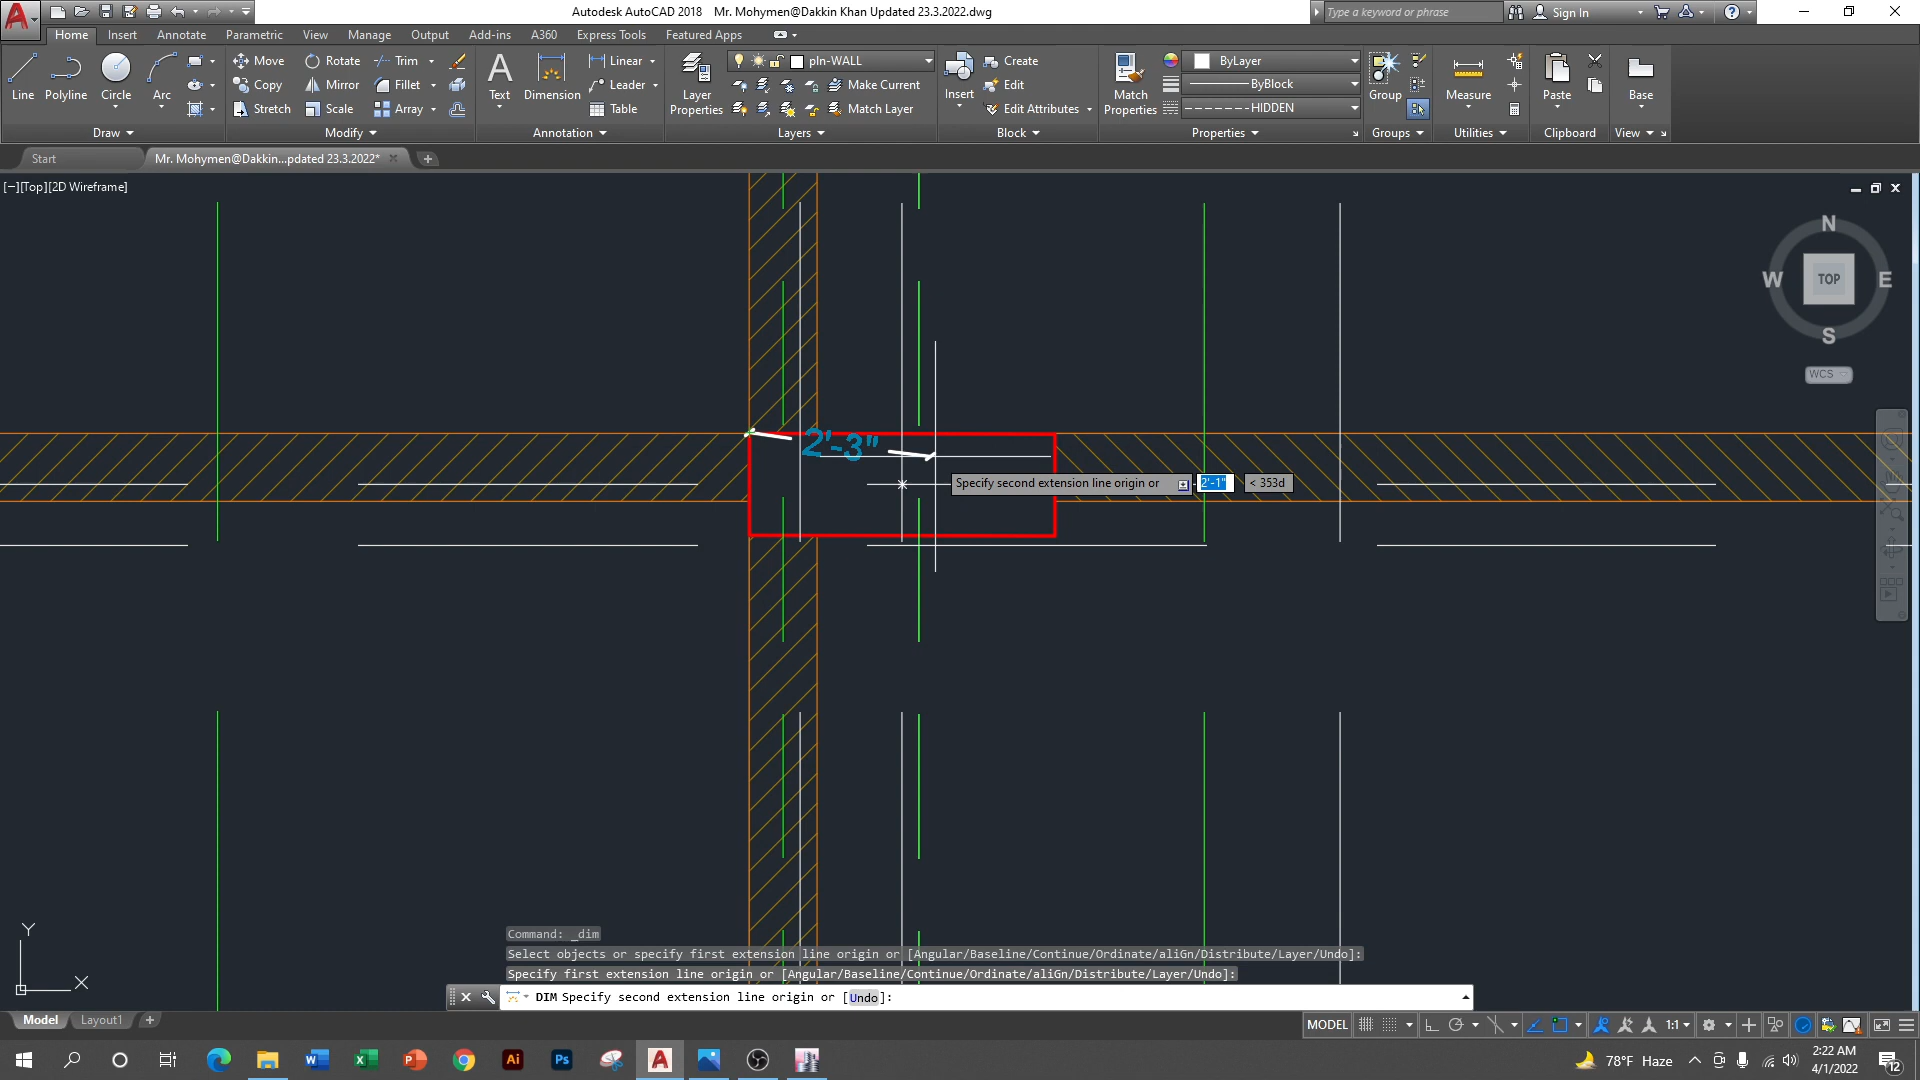 Autodesk AutoCAD 2018 Mr. Mohymen@Dakkin Khan Updated 23.3.2022.dwg
Type a keyword or phrase
Sign In
Home Insert Annotate Parametric View Manage Output Add-ins A360 Express Tools Featured Apps
Line Polyline Circle Arc
Move Rotate Trim
Copy Mirror Fillet
Stretch Scale Array
Text Dimension
Linear
Leader
Table
Layer Properties
pln-WALL
Make Current
Match Layer
Insert
Create
Edit
Edit Attributes
Match Properties
ByLayer
ByBlock
HIDDEN
Group
Measure
Paste
Base
Draw Modify Annotation Layers Block Properties Groups Utilities Clipboard View
Start Mr. Mohymen@Dakkin...pdated 23.3.2022*
[−][Top][2D Wireframe]
N
W TOP E
S
WCS
2'-3"
Specify second extension line origin or 2'-1" < 353d
Y
X
Command: _dim
Select objects or specify first extension line origin or [Angular/Baseline/Continue/Ordinate/aliGn/Distribute/Layer/Undo]:
Specify first extension line origin or [Angular/Baseline/Continue/Ordinate/aliGn/Distribute/Layer/Undo]:
DIM Specify second extension line origin or [Undo]:
Model Layout1
MODEL 1:1
78°F Haze
2:22 AM
4/1/2022
12